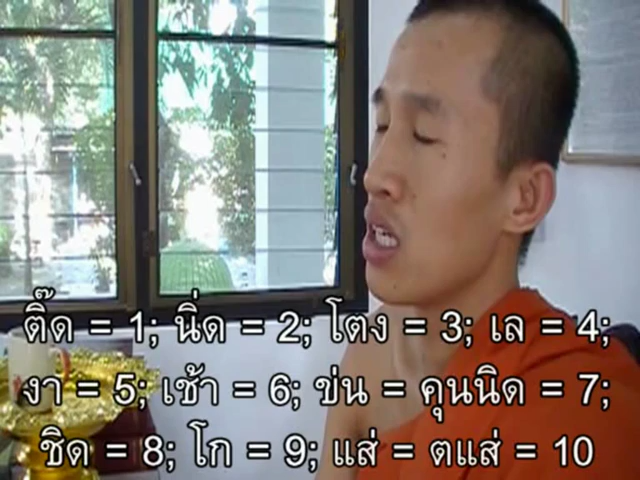 ติ๊ด = 1; นิ่ด = 2; โตง = 3; เล = 4;
งา = 5; เช้า = 6; ข่น = คุนนิด = 7;
ชิด = 8; โก = 9; แส่ = ตแส่ = 10